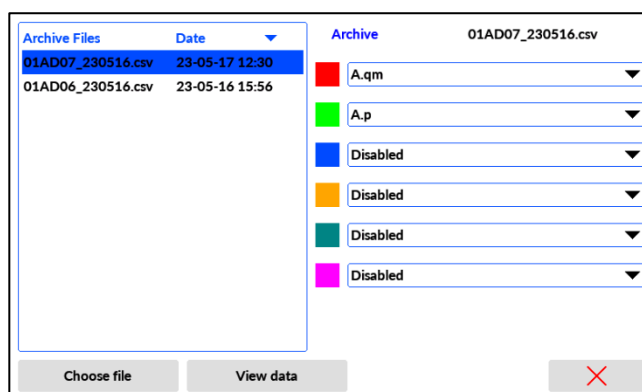 Archive Files Date
01AD07_230516.csv 23-05-17 12:30
01AD06_230516.csv 23-05-16 15:56
Archive 01AD07_230516.csv
A.qm
A.p
Disabled
Disabled
Disabled
Disabled
Choose file View data